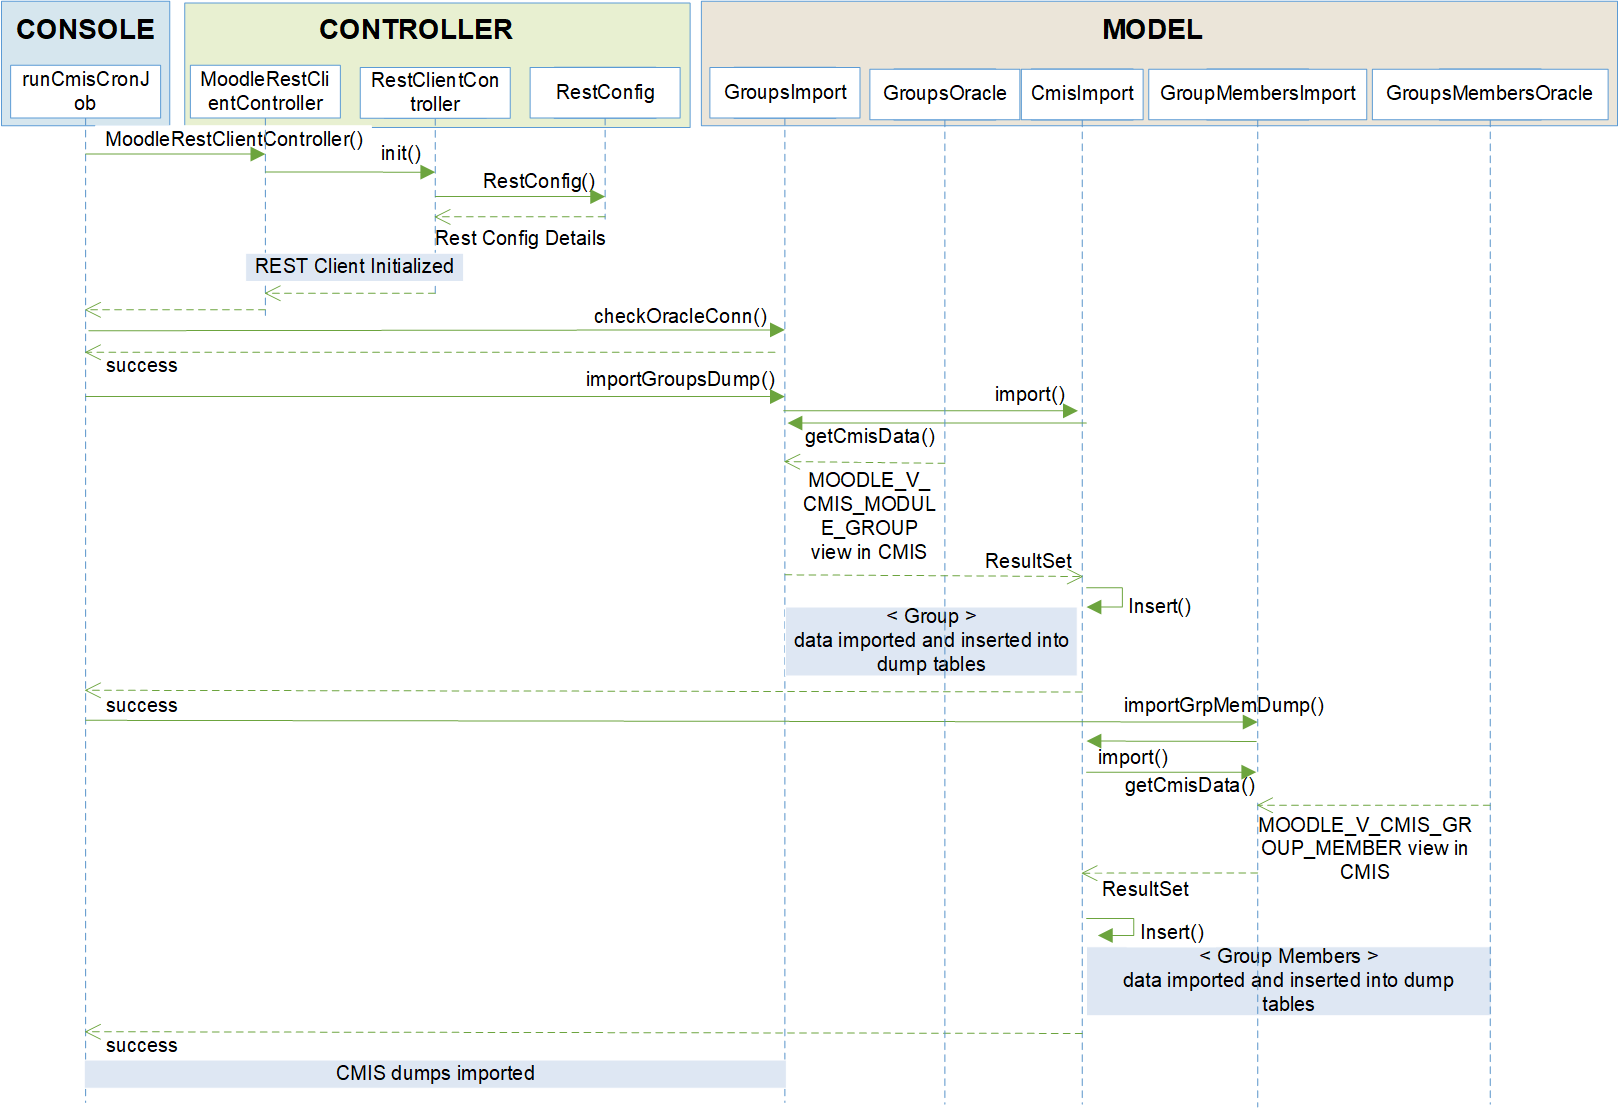 CONSOLE
CONTROLLER
MODEL
runCmisCronJ
ob
MoodleRestCli
entController
RestClientCon
troller
RestConfig
GroupsImport
GroupsOracle
CmisImport
GroupMembersImport
GroupsMembersOracle
MoodleRestClientController()
init()
RestConfig()
Rest Config Details
REST Client Initialized
checkOracleConn()
success
importGroupsDump()
import()
getCmisData()
MOODLE_V_
CMIS_MODUL
E_GROUP
view in CMIS
ResultSet
Insert()
< Group >
data imported and inserted into
dump tables
success
importGrpMemDump()
import()
getCmisData()
MOODLE_V_CMIS_GR
OUP_MEMBER view in
CMIS
ResultSet
Insert()
< Group Members >
data imported and inserted into dump
tables
success
CMIS dumps imported